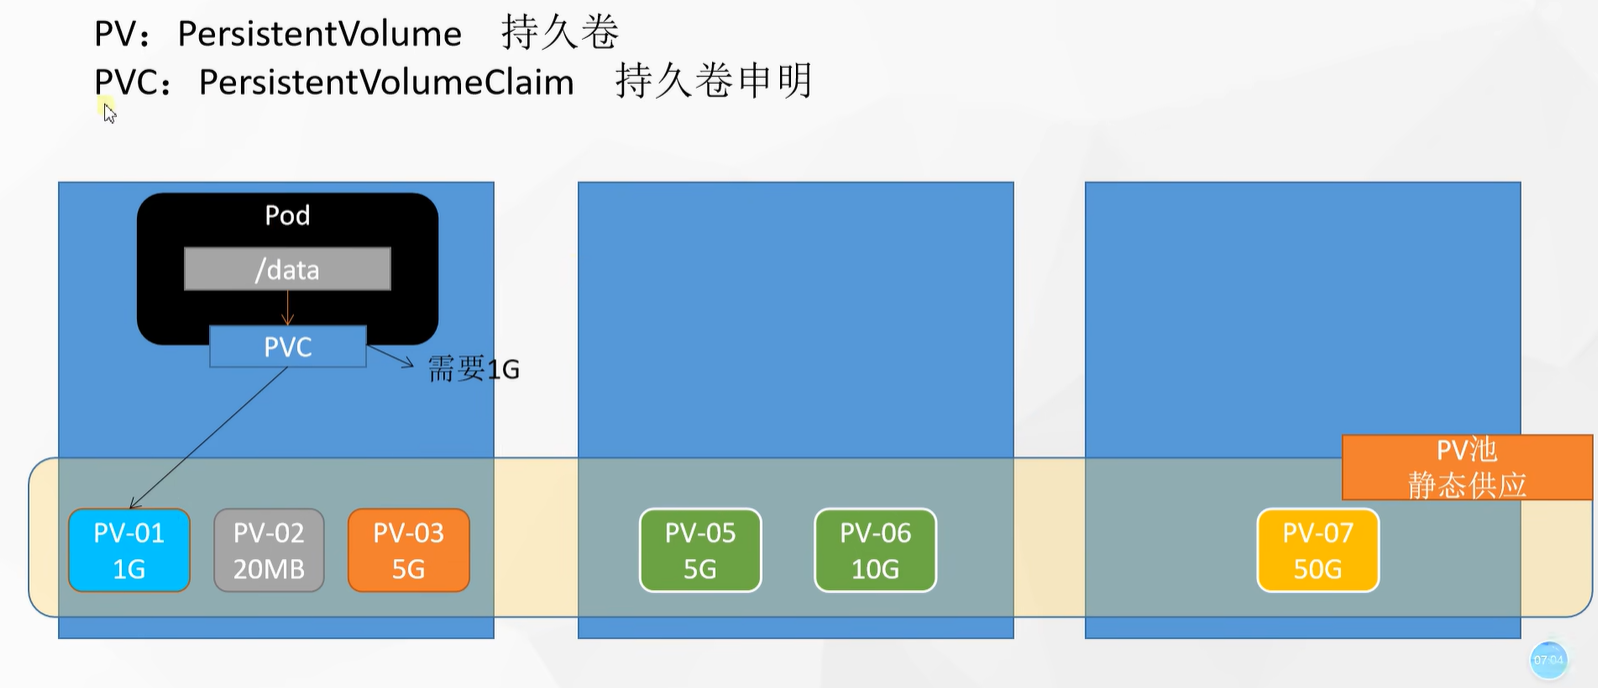 PV：PersistentVolume 持久卷
PVC：PersistentVolumeClaim 持久卷申明
Pod
/data
PVC
需要1G
PV池
静态供应
PV-01
1G
PV-02
20MB
PV-03
5G
PV-05
5G
PV-06
10G
PV-07
50G
07:04